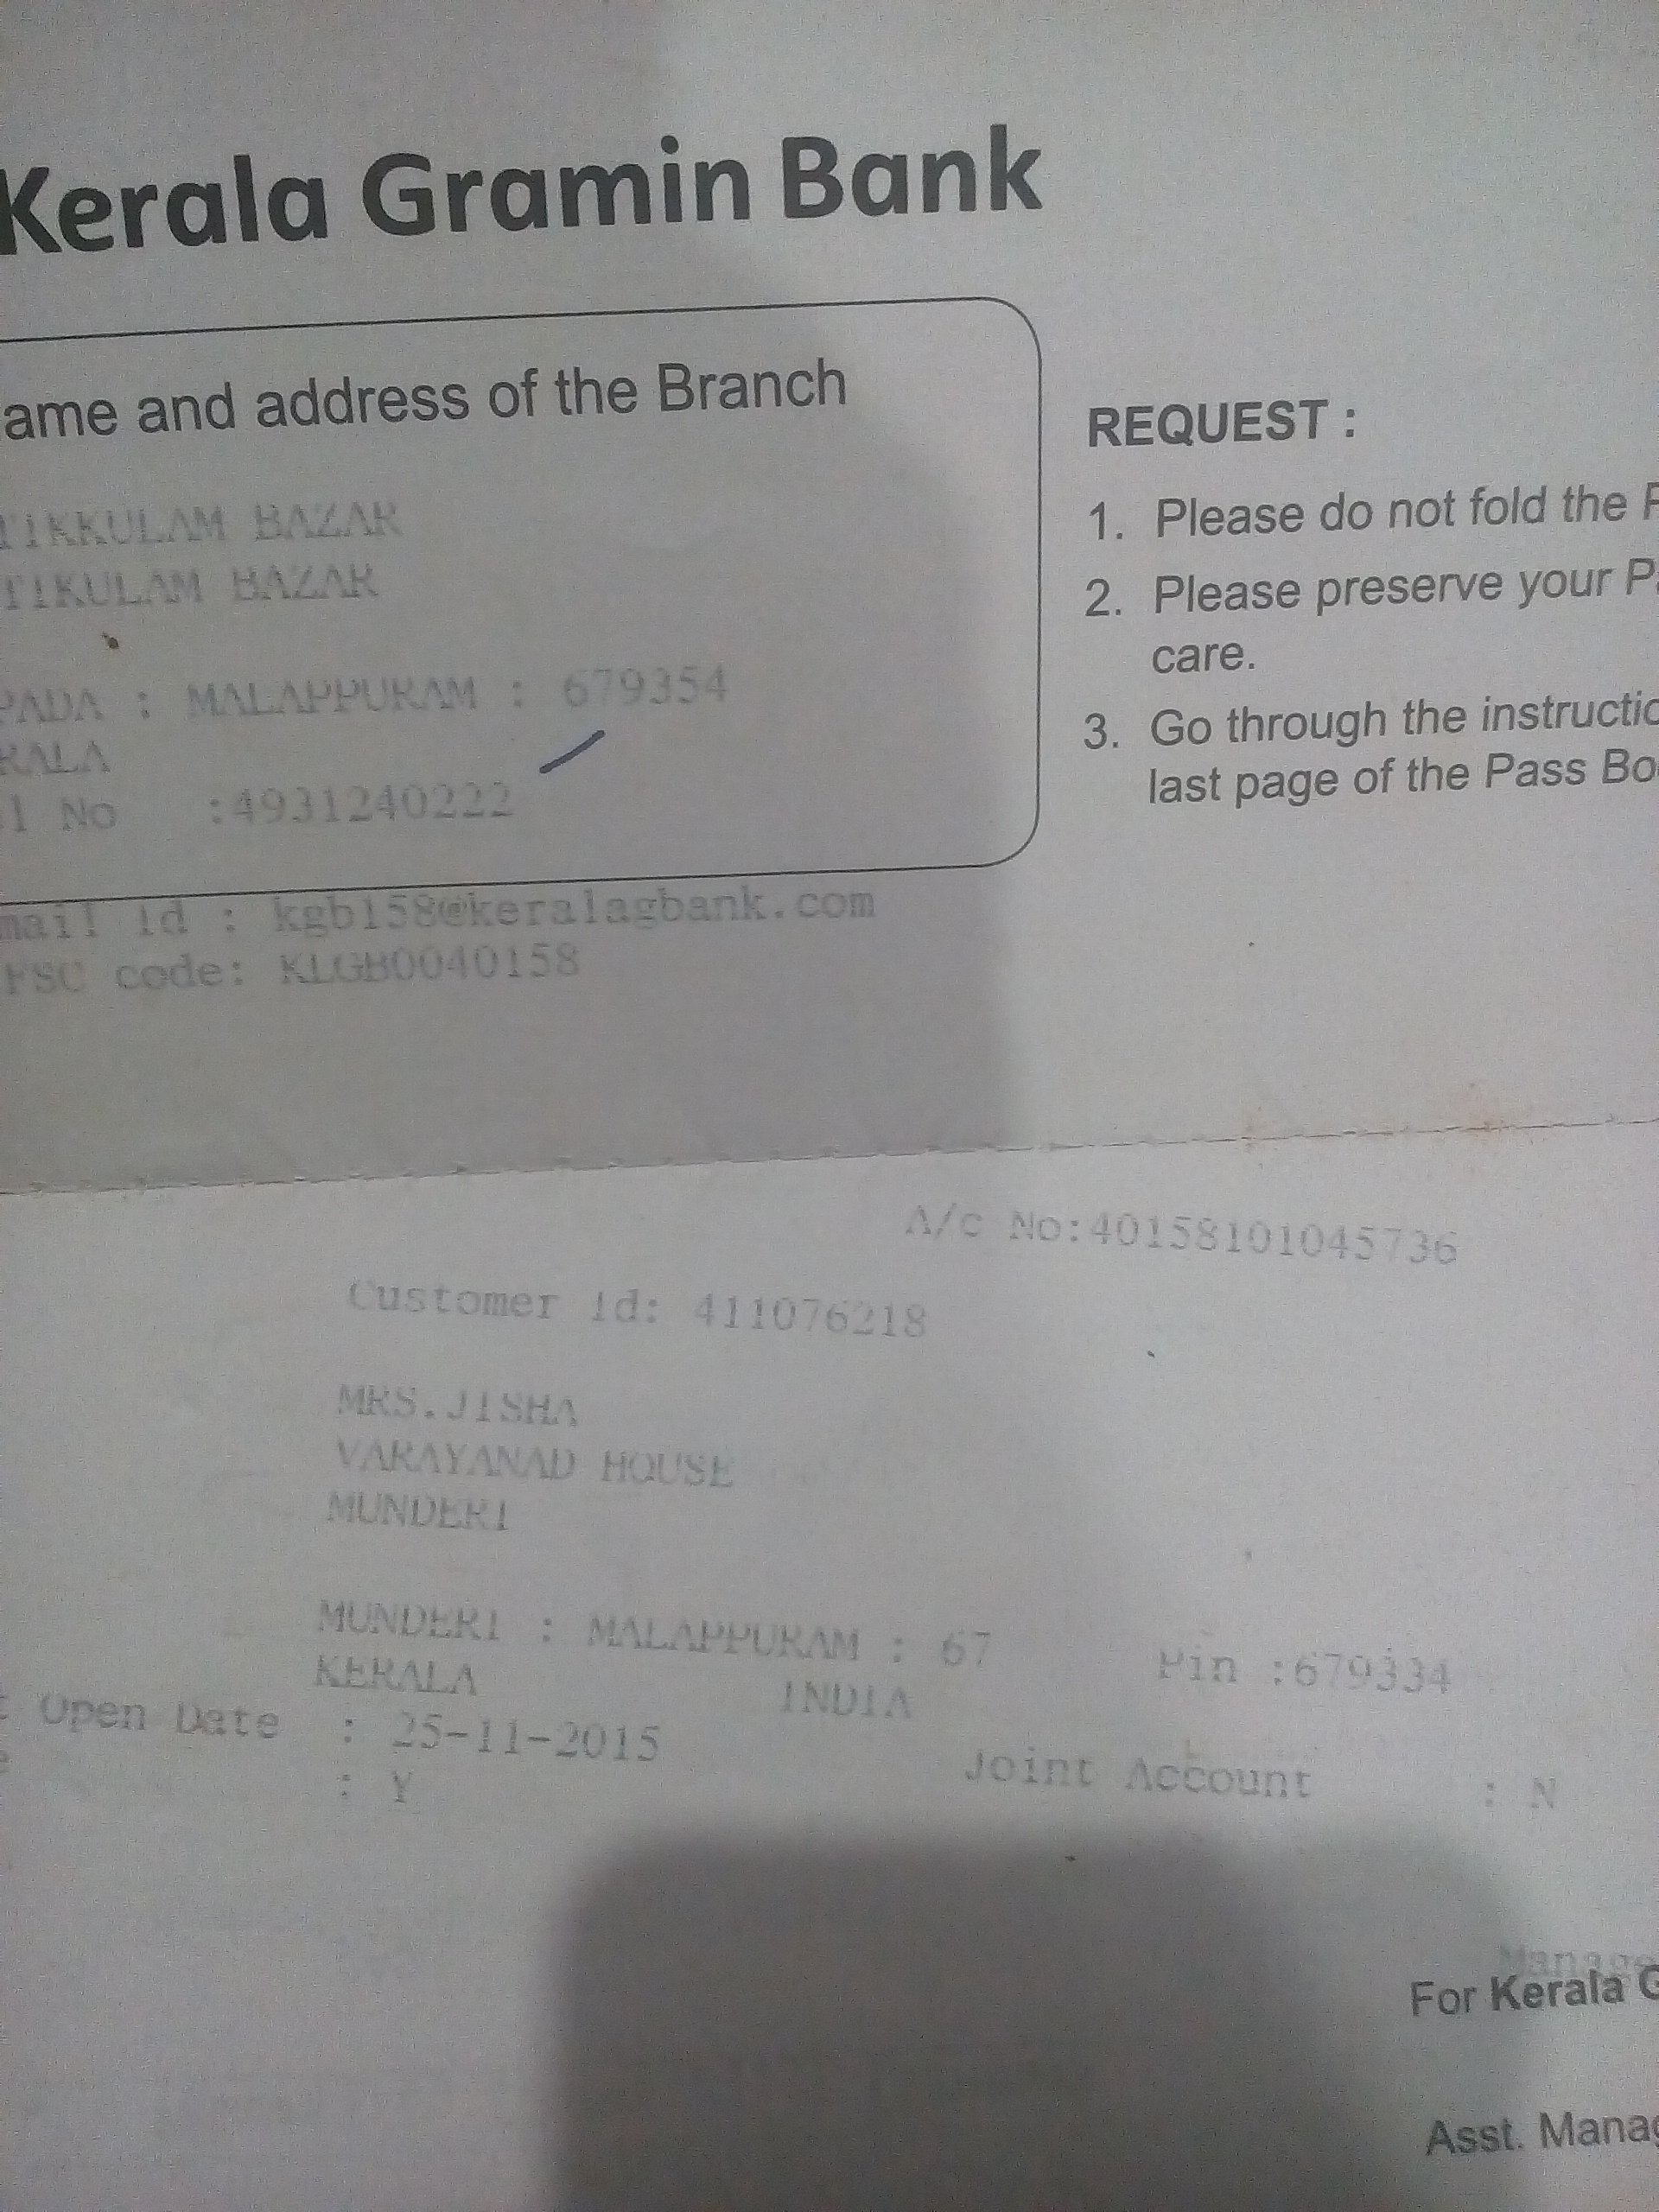 Kerala Gramin Bank
ame and address of the Branch
TIKKULAM BAZAR
TIKULAM BAZAR
PADA : MALAPPURAM : 679354
RALA
l No :4931240222
mail id : kgb158@keralagbank.com
FSC code: KLGB0040158
REQUEST :
1. Please do not fold the P
2. Please preserve your Pa
care.
3. Go through the instructio
last page of the Pass Bo
A/c No:40158101045736
Customer id: 411076218
MRS.JISHA
VARAYANAD HOUSE
MUNDERI
MUNDERI : MALAPPURAM : 67 Pin :679334
KERALA INDIA
t Open Date : 25-11-2015
e : Y Joint Account : N
Manage
For Kerala G
Asst. Manag